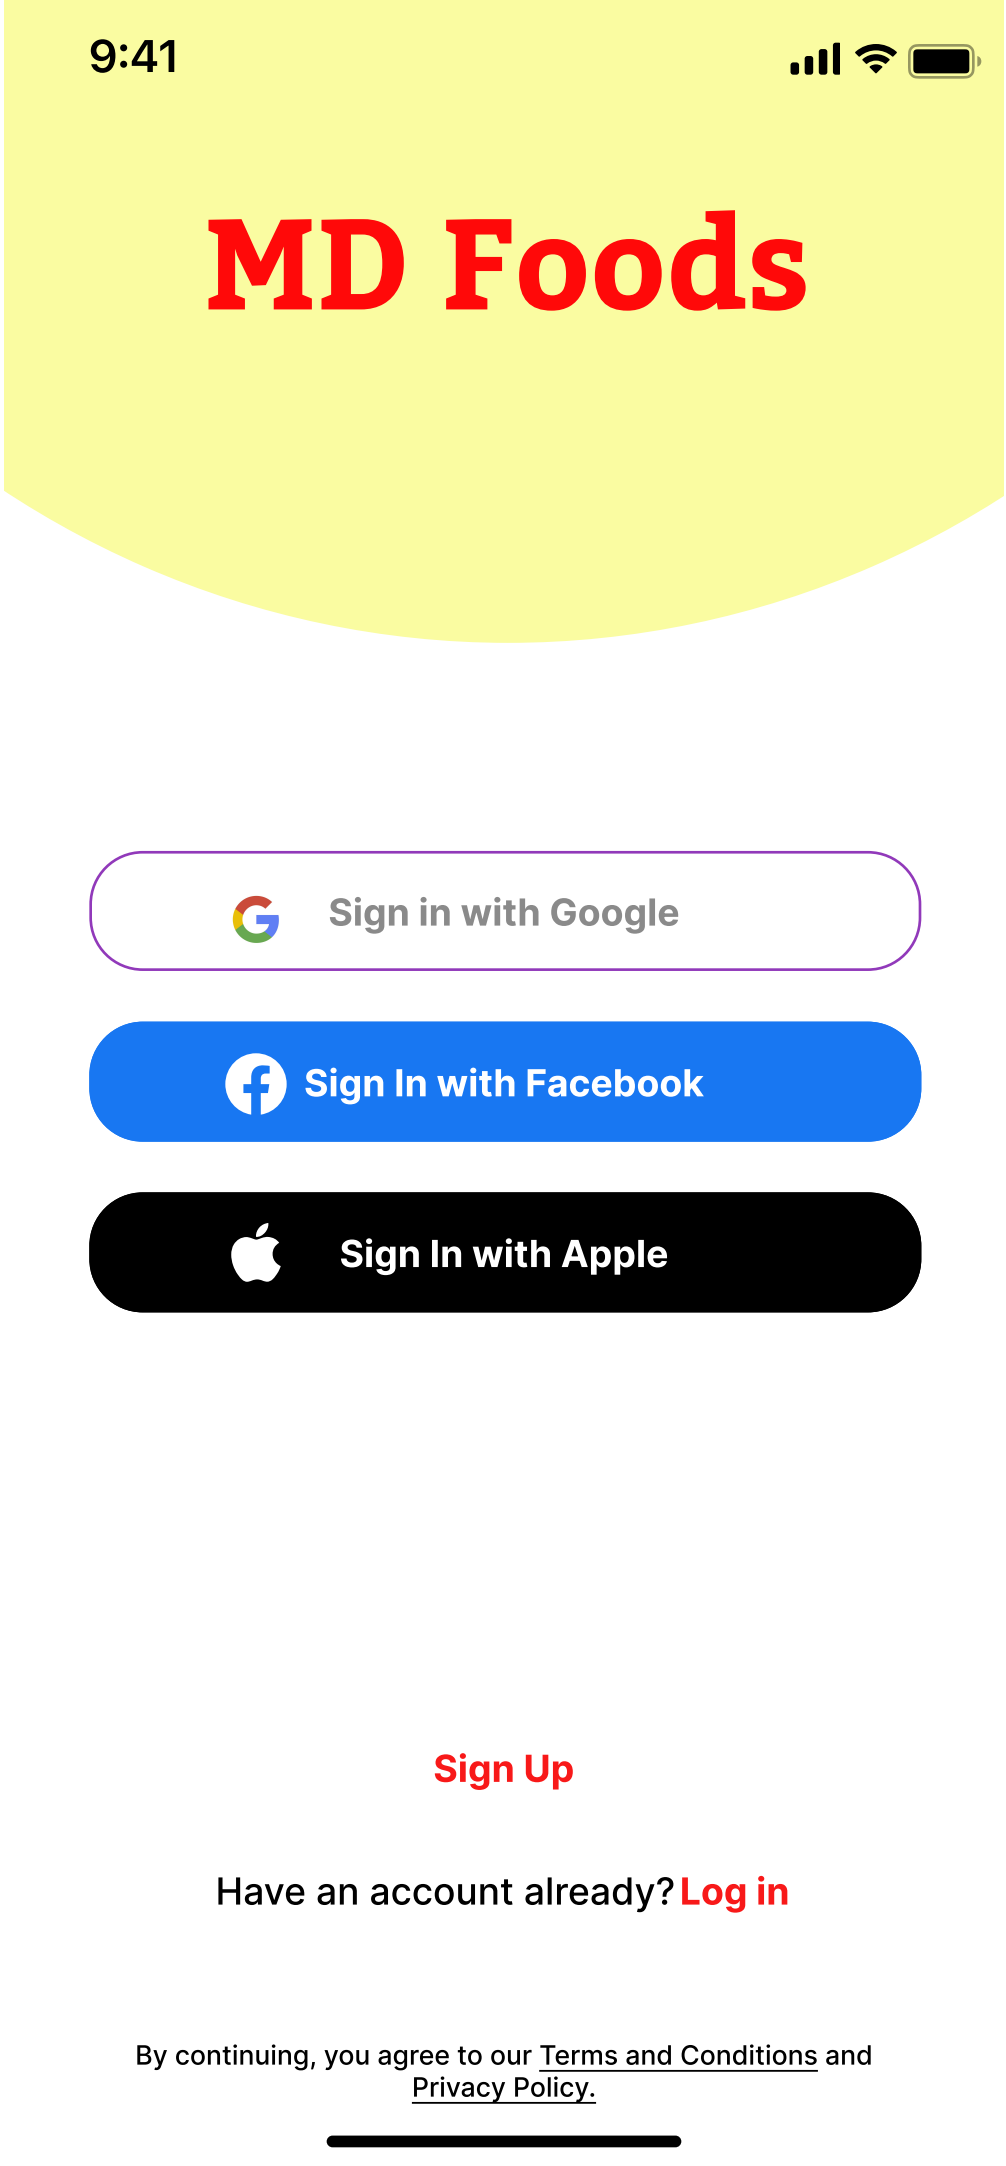 9:41
MD Foods
Sign in with Google
Sign In with Facebook
Sign In with Apple
Sign Up
Have an account already? Log in
By continuing, you agree to our Terms and Conditions and
Privacy Policy.